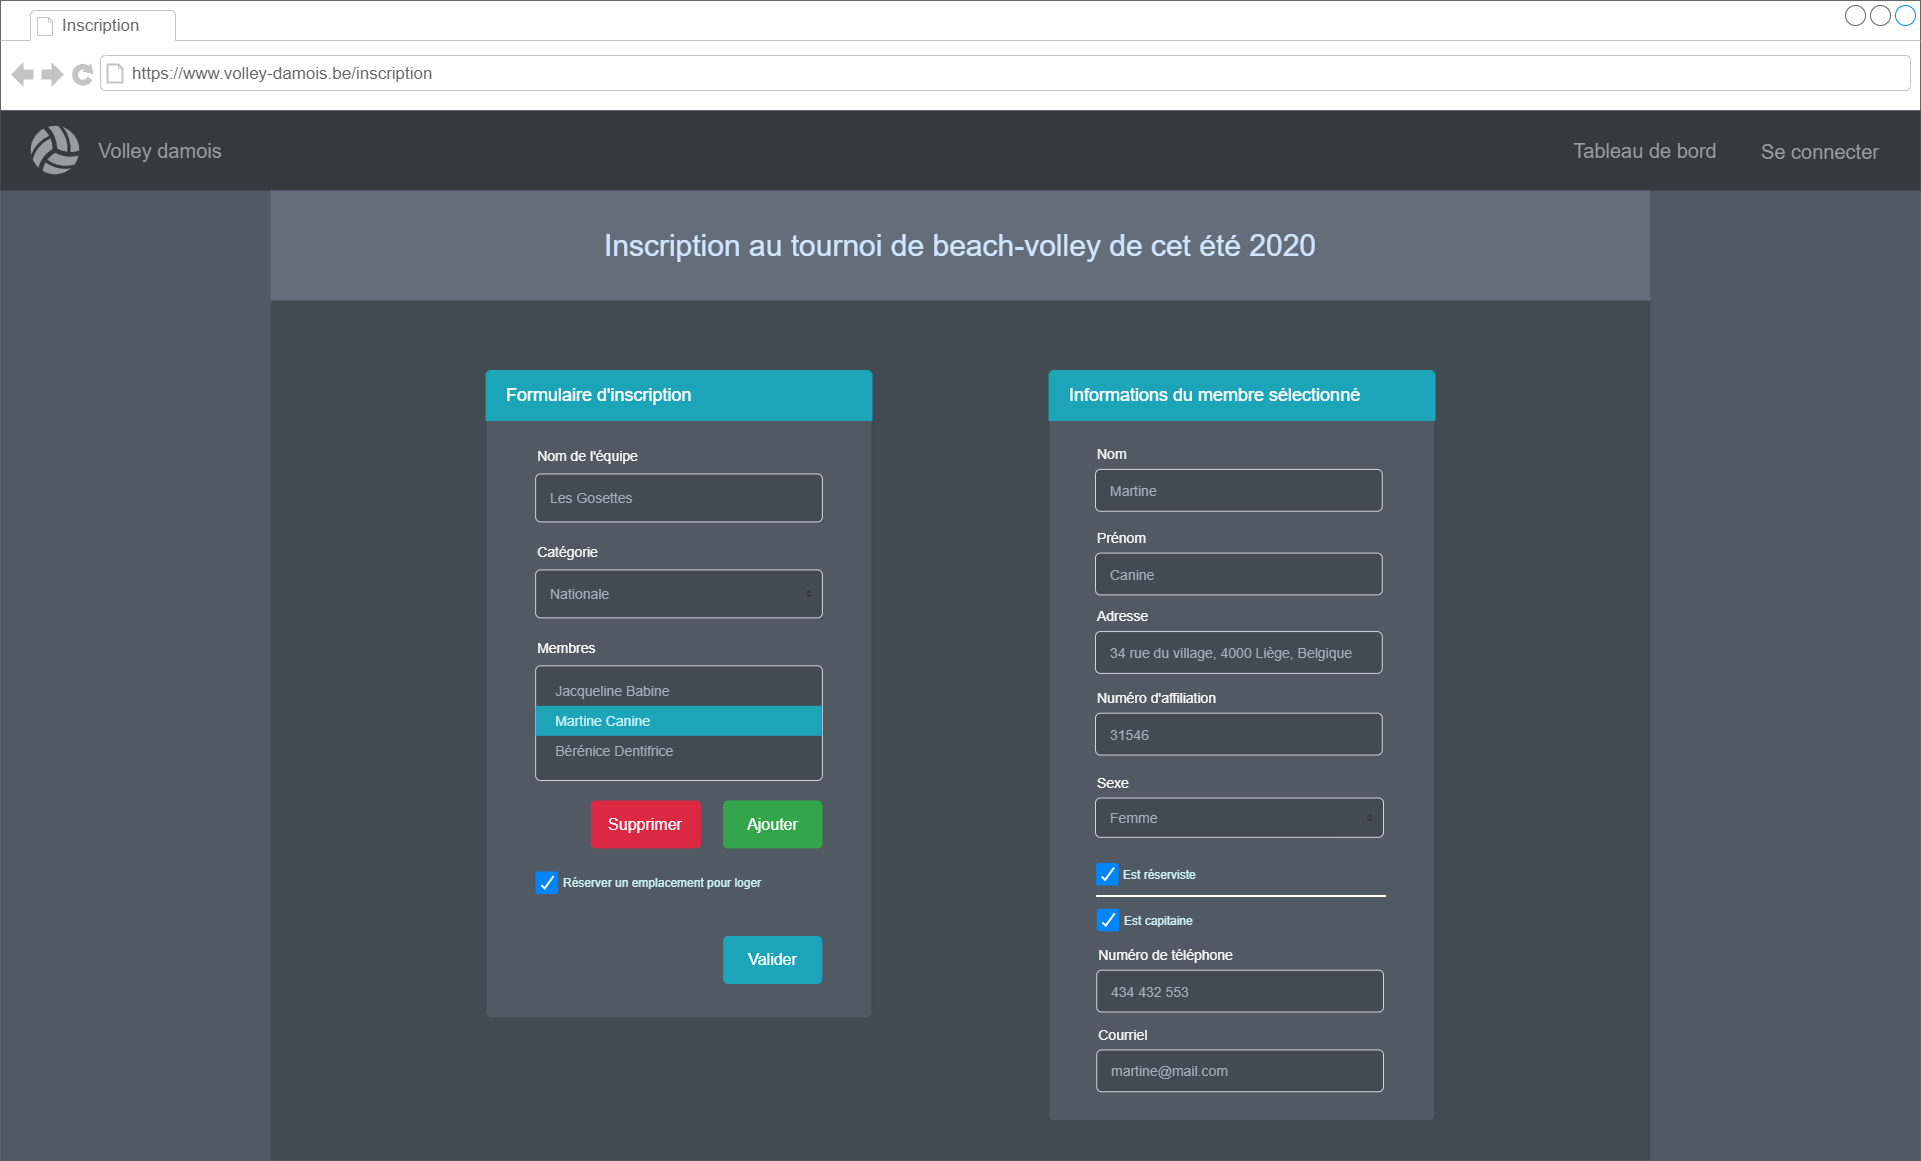 Inscription
https://www.volley-damois.be/inscription
Volley damois
Tableau de bord
Se connecter
Inscription au tournoi de beach-volley de cet été 2020
Formulaire d'inscription
Nom de l'équipe
Les Gosettes
Catégorie
Nationale
Membres
Jacqueline Babine
Martine Canine
Bérénice Dentifrice
Supprimer
Ajouter
Réserver un emplacement pour loger
Valider
Informations du membre sélectionné
Nom
Martine
Prénom
Canine
Adresse
34 rue du village, 4000 Liège, Belgique
Numéro d'affiliation
31546
Sexe
Femme
Est réserviste
Est capitaine
Numéro de téléphone
434 432 553
Courriel
martine@mail.com